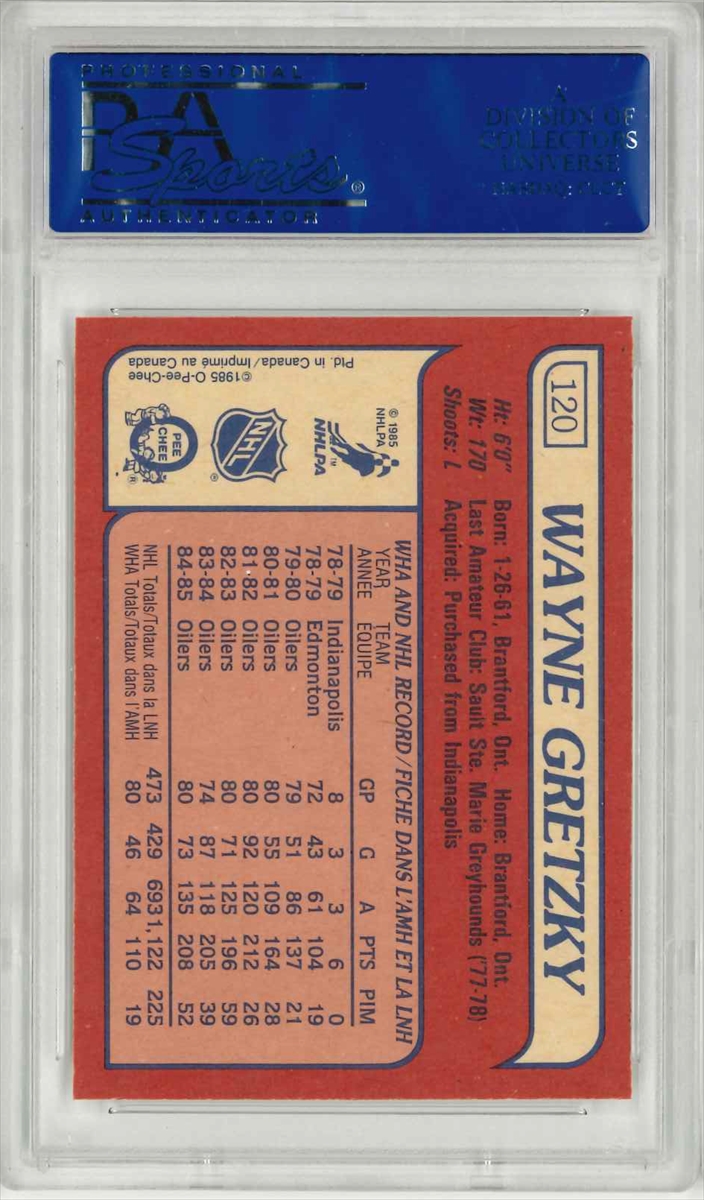 PROFESSIONAL
PSA
Sports®
AUTHENTICATOR
A
DIVISION OF
COLLECTORS
UNIVERSE
NASDAQ: CLCT
120
WAYNE GRETZKY
Ht: 6'0" Born: 1-26-61, Brantford, Ont. Home: Brantford, Ont.
Wt: 170 Last Amateur Club: Sault Ste. Marie Greyhounds ('77-78)
Shoots: L Acquired: Purchased from Indianapolis
© 1985
NHLPA
NHLPA™
NHL®
O
PEE
CHEE®
©1985 O-Pee-Chee
Ptd. in Canada/Imprimé au Canada
WHA AND NHL RECORD/FICHE DANS L'AMH ET LA LNH
YEAR TEAM
ANNÉE ÉQUIPE GP G A PTS PIM
78-79 Indianapolis 8 3 3 6 0
78-79 Edmonton 72 43 61 104 19
79-80 Oilers 79 51 86 137 21
80-81 Oilers 80 55 109 164 28
81-82 Oilers 80 92 120 212 26
82-83 Oilers 80 71 125 196 59
83-84 Oilers 74 87 118 205 39
84-85 Oilers 80 73 135 208 52
NHL Totals/Totaux dans la LNH 473 429 693 1,122 225
WHA Totals/Totaux dans l'AMH 80 46 64 110 19